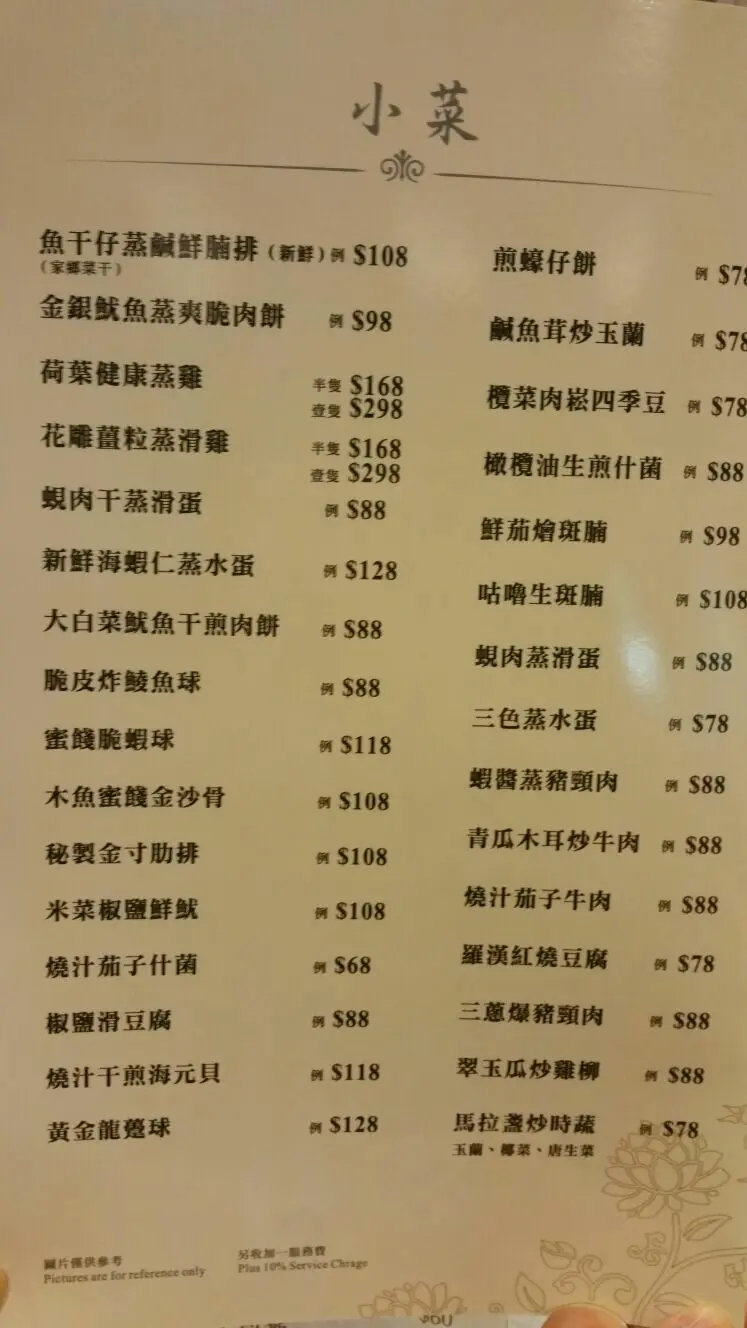 小菜
魚干仔蒸鹹鮮腩排（新鮮）例 $108
（家鄉菜干）
金銀魷魚蒸爽脆肉餅 例 $98
荷葉健康蒸雞 半隻 $168
壹隻 $298
花雕薑粒蒸滑雞 半隻 $168
壹隻 $298
蜆肉干蒸滑蛋 例 $88
新鮮海蝦仁蒸水蛋 例 $128
大白菜魷魚干煎肉餅 例 $88
脆皮炸鯪魚球 例 $88
蜜餞脆蝦球 例 $118
木魚蜜餞金沙骨 例 $108
秘製金寸肋排 例 $108
米菜椒鹽鮮魷 例 $108
燒汁茄子什菌 例 $68
椒鹽滑豆腐 例 $88
燒汁干煎海元貝 例 $118
黃金龍躉球 例 $128
煎蠔仔餅 例 $78
鹹魚茸炒玉蘭 例 $78
欖菜肉崧四季豆 例 $78
橄欖油生煎什菌 例 $88
鮮茄燴斑腩 例 $98
咕嚕生斑腩 例 $108
蜆肉蒸滑蛋 例 $88
三色蒸水蛋 例 $78
蝦醬蒸豬頸肉 例 $88
青瓜木耳炒牛肉 例 $88
燒汁茄子牛肉 例 $88
羅漢紅燒豆腐 例 $78
三蔥爆豬頸肉 例 $88
翠玉瓜炒雞柳 例 $88
馬拉盞炒時蔬 例 $78
玉蘭、椰菜、唐生菜
圖片僅供參考
Pictures are for reference only
另收加一服務費
Plus 10% Service Chrage